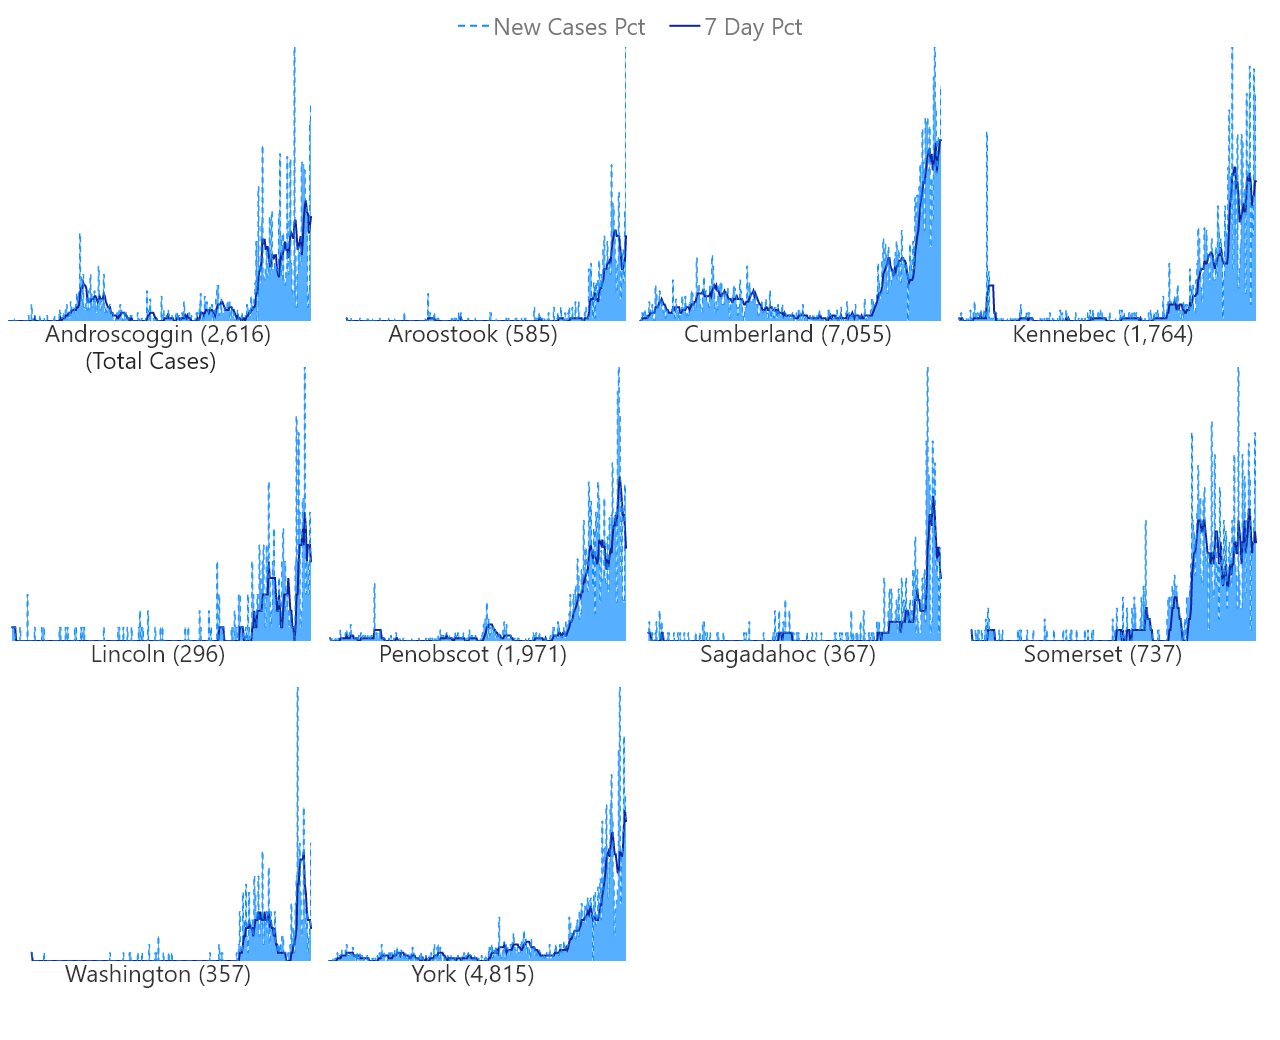 New Cases Pct 7 Day Pct
Androscoggin (2,616) Aroostook (585) Cumberland (7,055) Kennebec (1,764)
(Total Cases)
Lincoln (296) Penobscot (1,971) Sagadahoc (367) Somerset (737)
Washington (357) York (4,815)